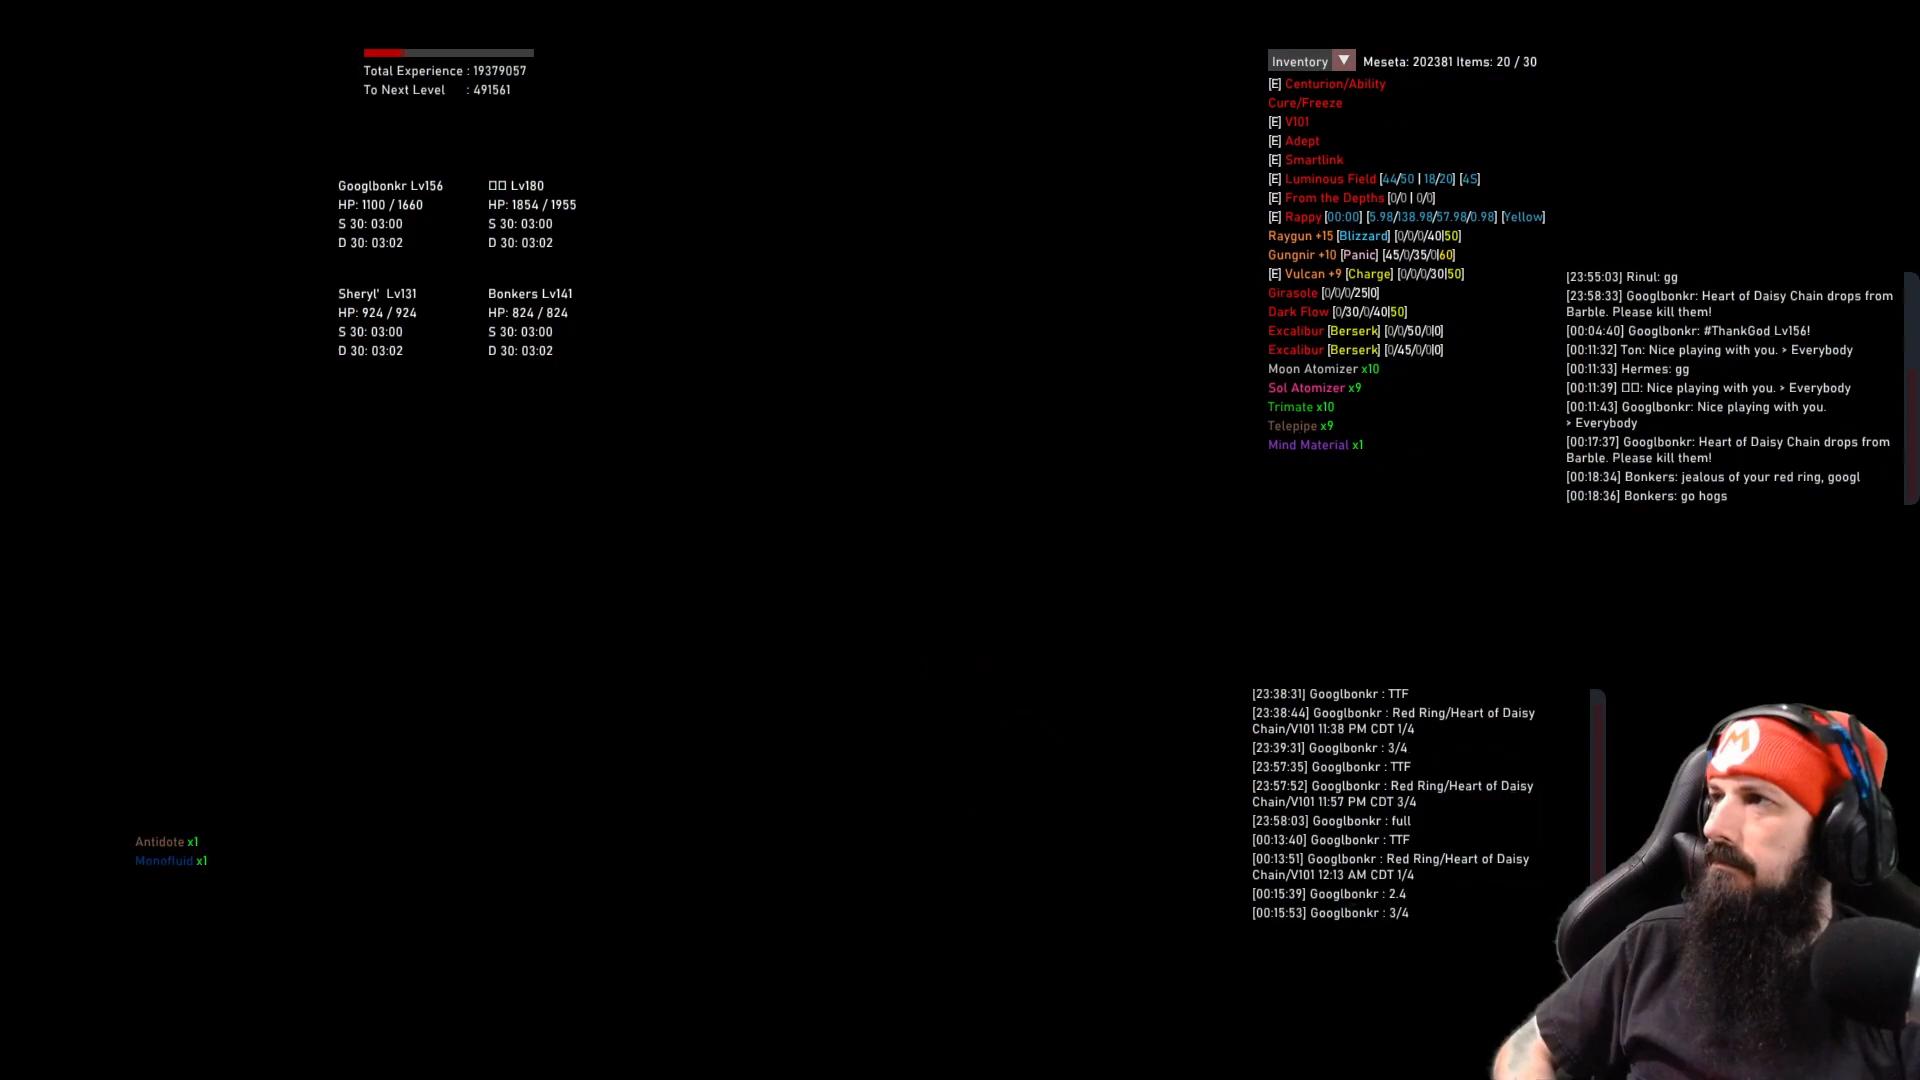 Total Experience : 19379057
To Next Level : 491561
Googlbonkr Lv156
HP: 1100 / 1660
S 30: 03:00
D 30: 03:02
□□ Lv180
HP: 1854 / 1955
S 30: 03:00
D 30: 03:02
Sheryl' Lv131
HP: 924 / 924
S 30: 03:00
D 30: 03:02
Bonkers Lv141
HP: 824 / 824
S 30: 03:00
D 30: 03:02
Inventory ▼ Meseta: 202381 Items: 20 / 30
[E] Centurion/Ability
Cure/Freeze
[E] V101
[E] Adept
[E] Smartlink
[E] Luminous Field [44/50 | 18/20] [4S]
[E] From the Depths [0/0 | 0/0]
[E] Rappy [00:00] [5.98/138.98/57.98/0.98] [Yellow]
Raygun +15 [Blizzard] [0/0/0/40|50]
Gungnir +10 [Panic] [45/0/35/0|60]
[E] Vulcan +9 [Charge] [0/0/0/30|50]
Girasole [0/0/0/25|0]
Dark Flow [0/30/0/40|50]
Excalibur [Berserk] [0/0/50/0|0]
Excalibur [Berserk] [0/45/0/0|0]
Moon Atomizer x10
Sol Atomizer x9
Trimate x10
Telepipe x9
Mind Material x1
[23:55:03] Rinul: gg
[23:58:33] Googlbonkr: Heart of Daisy Chain drops from
Barble. Please kill them!
[00:04:40] Googlbonkr: #ThankGod Lv156!
[00:11:32] Ton: Nice playing with you. > Everybody
[00:11:33] Hermes: gg
[00:11:39] □□: Nice playing with you. > Everybody
[00:11:43] Googlbonkr: Nice playing with you.
> Everybody
[00:17:37] Googlbonkr: Heart of Daisy Chain drops from
Barble. Please kill them!
[00:18:34] Bonkers: jealous of your red ring, googl
[00:18:36] Bonkers: go hogs
[23:38:31] Googlbonkr : TTF
[23:38:44] Googlbonkr : Red Ring/Heart of Daisy
Chain/V101 11:38 PM CDT 1/4
[23:39:31] Googlbonkr : 3/4
[23:57:35] Googlbonkr : TTF
[23:57:52] Googlbonkr : Red Ring/Heart of Daisy
Chain/V101 11:57 PM CDT 3/4
[23:58:03] Googlbonkr : full
[00:13:40] Googlbonkr : TTF
[00:13:51] Googlbonkr : Red Ring/Heart of Daisy
Chain/V101 12:13 AM CDT 1/4
[00:15:39] Googlbonkr : 2.4
[00:15:53] Googlbonkr : 3/4
Antidote x1
Monofluid x1
M